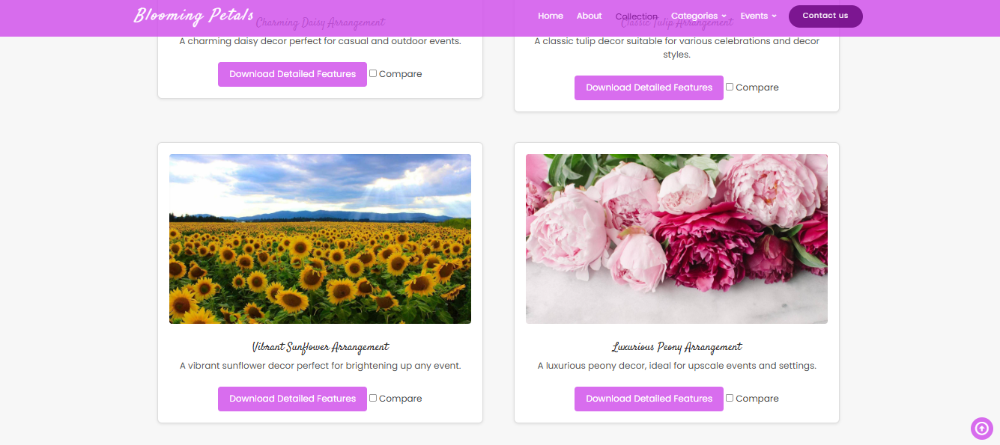 Blooming Petals
Home
About
Collection
Categories
Events
Contact us
Charming Daisy Arrangement
Classic Tulip Arrangement
A charming daisy decor perfect for casual and outdoor events.
A classic tulip decor suitable for various celebrations and decor
styles.
Download Detailed Features
Compare
Download Detailed Features
Compare
Vibrant Sunflower Arrangement
A vibrant sunflower decor perfect for brightening up any event.
Download Detailed Features
Compare
Luxurious Peony Arrangement
A luxurious peony decor, ideal for upscale events and settings.
Download Detailed Features
Compare